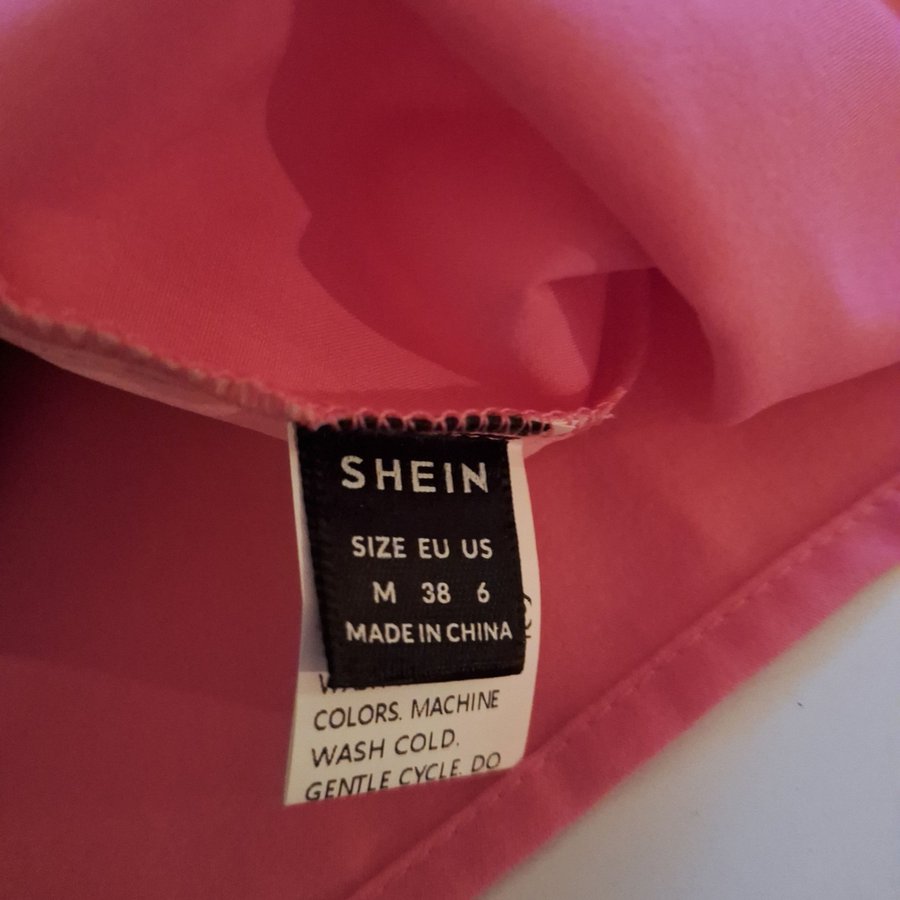 SHEIN
SIZE EU US
M 38 6
MADE IN CHINA
COLORS. MACHINE
WASH COLD.
GENTLE CYCLE. DO